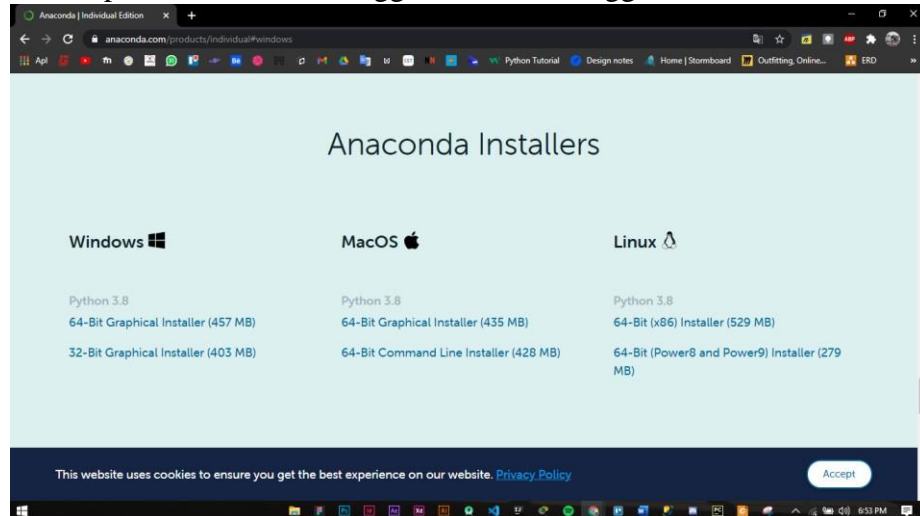 Anaconda | Individual Edition
anaconda.com/products/individual#windows
Apl
Python Tutorial
Design notes
Home | Stormboard
Outfitting, Online...
ERD
Anaconda Installers
Windows
MacOS
Linux
Python 3.8
Python 3.8
Python 3.8
64-Bit Graphical Installer (457 MB)
64-Bit Graphical Installer (435 MB)
64-Bit (x86) Installer (529 MB)
32-Bit Graphical Installer (403 MB)
64-Bit Command Line Installer (428 MB)
64-Bit (Power8 and Power9) Installer (279
MB)
This website uses cookies to ensure you get the best experience on our website. Privacy Policy
Accept
6:53 PM